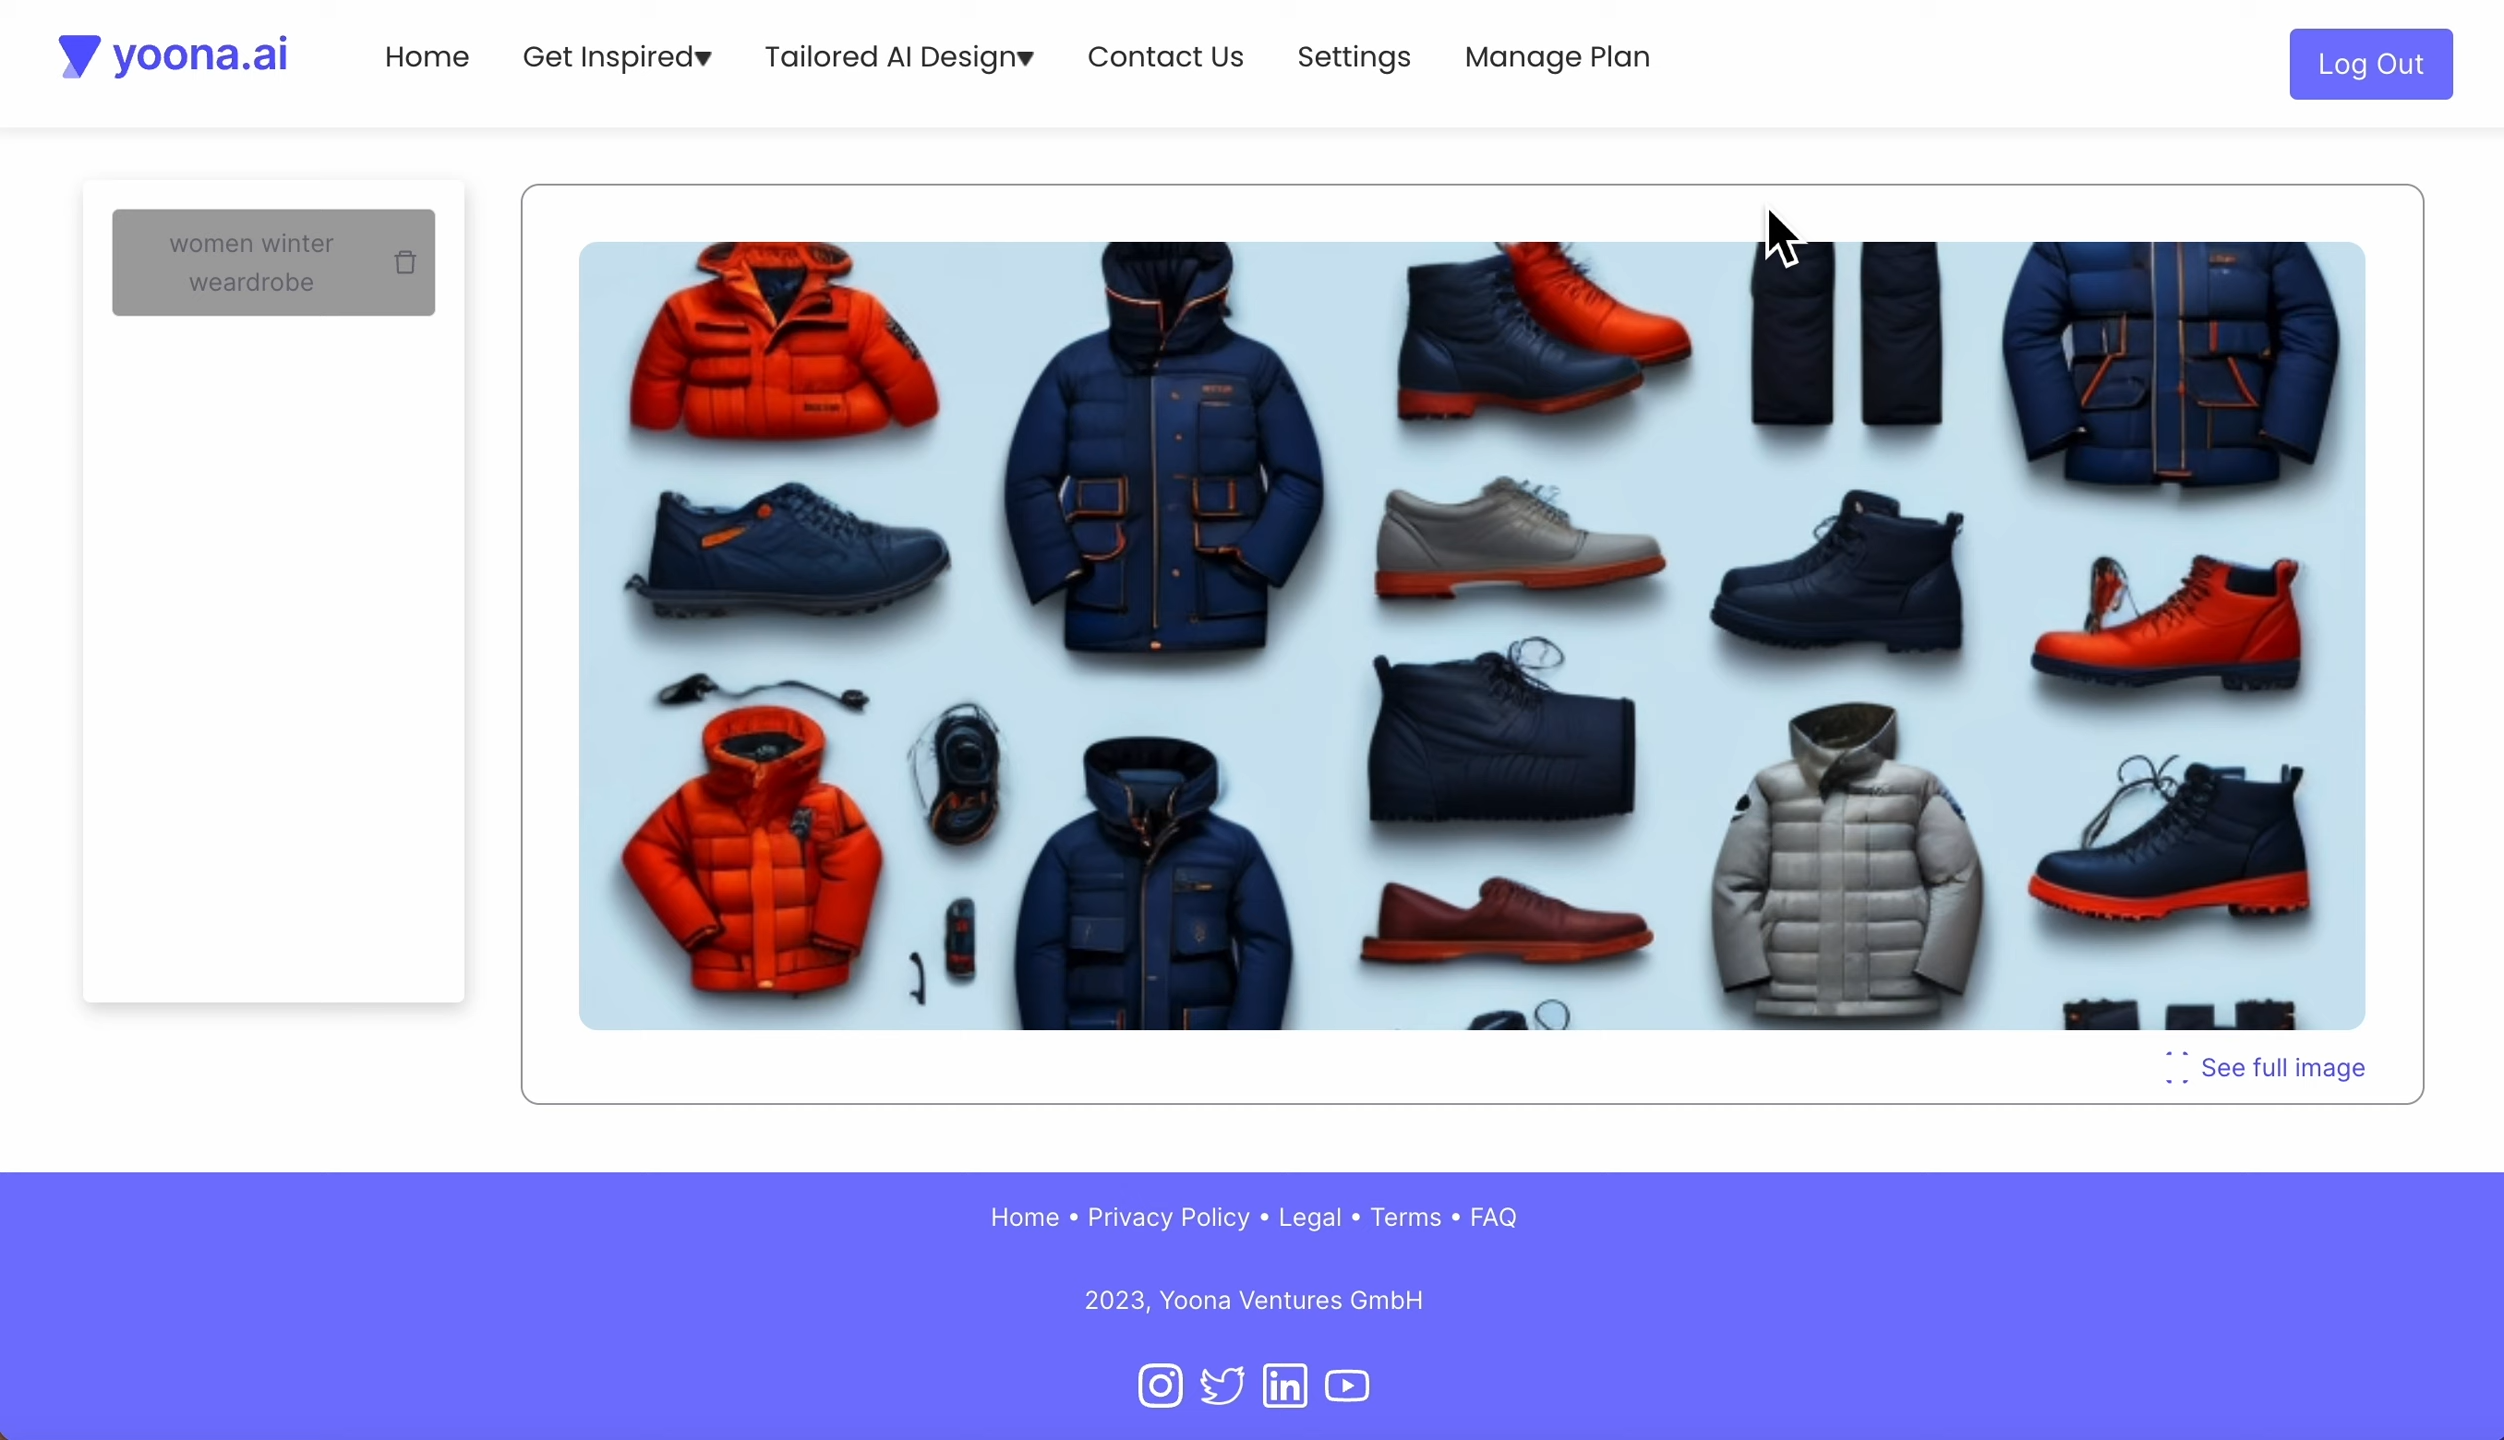 yoona.ai
Home
Get Inspired▾
Tailored AI Design▾
Contact Us
Settings
Manage Plan
Log Out
women winter
weardrobe
See full image
Home • Privacy Policy • Legal • Terms • FAQ
2023, Yoona Ventures GmbH
in